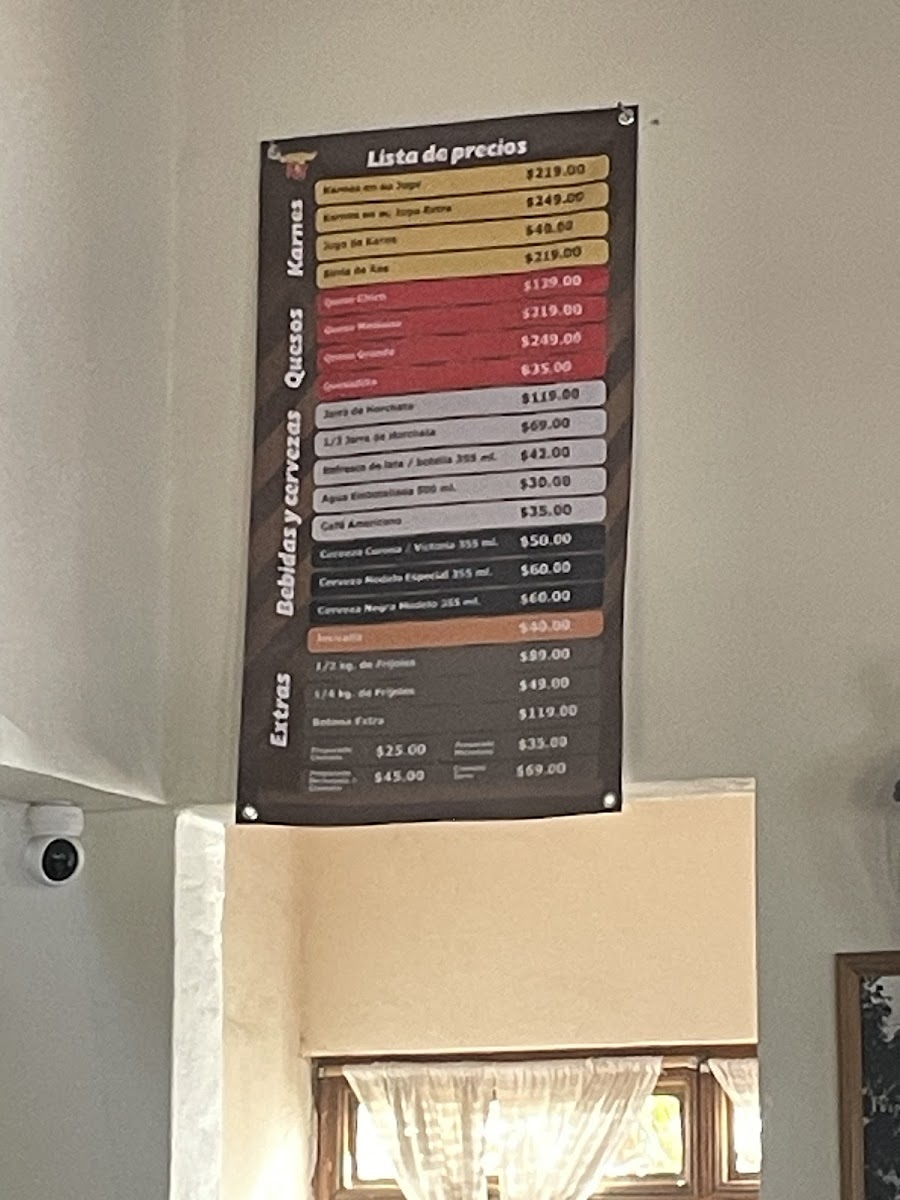 Lista de precios
Karnes
Karnes en su Jugo $219.00
Karnes en su Jugo Extra $249.00
Jugo de Karne $40.00
Birria de Res $219.00
Quesos
Queso Chico $139.00
Queso Mediano $219.00
Queso Grande $249.00
Quesadilla $35.00
Bebidas y cervezas
Jarra de Horchata $119.00
1/2 Jarra de Horchata $69.00
Refresco de lata / botella 355 ml. $42.00
Agua Embotellada 500 ml. $30.00
Café Americano $35.00
Cerveza Corona / Victoria 355 ml. $50.00
Cerveza Modelo Especial 355 ml. $60.00
Cerveza Negra Modelo 355 ml. $60.00
$40.00
Extras
1/2 kg. de Frijoles $89.00
1/4 kg. de Frijoles $49.00
Botana Extra $119.00
Preparado $25.00 Preparado $35.00
Preparado $45.00 $69.00